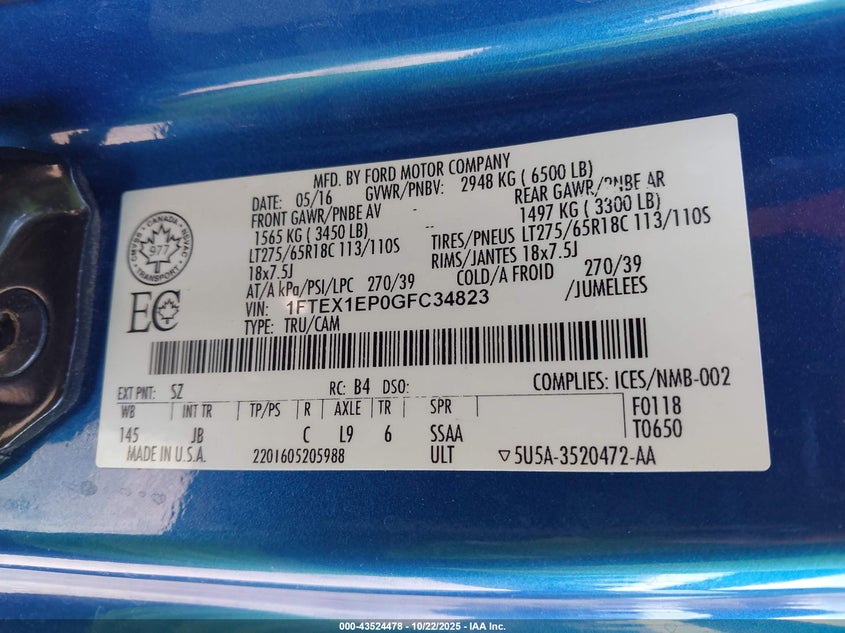 MFD. BY FORD MOTOR COMPANY
DATE: 05/16 GVWR/PNBV: 2948 KG ( 6500 LB)
FRONT GAWR/PNBE AV REAR GAWR/PNBE AR
1565 KG ( 3450 LB) 1497 KG ( 3300 LB)
LT275/65R18C 113/110S TIRES/PNEUS LT275/65R18C 113/110S
18x7.5J RIMS/JANTES 18x7.5J
AT/A kPa/PSI/LPC 270/39 COLD/A FROID 270/39
VIN: 1FTEX1EP0GFC34823 /JUMELEES
TYPE: TRU/CAM
CANADA
977
TRANSPORT
EC
EXT PNT: SZ RC: B4 DSO: COMPLIES: ICES/NMB-002
WB INT TR TP/PS R AXLE TR SPR F0118
145 JB C L9 6 SSAA T0650
MADE IN U.S.A. 2201605205988 ULT ▽5U5A-3520472-AA
000-43524478 - 10/22/2025 - IAA Inc.